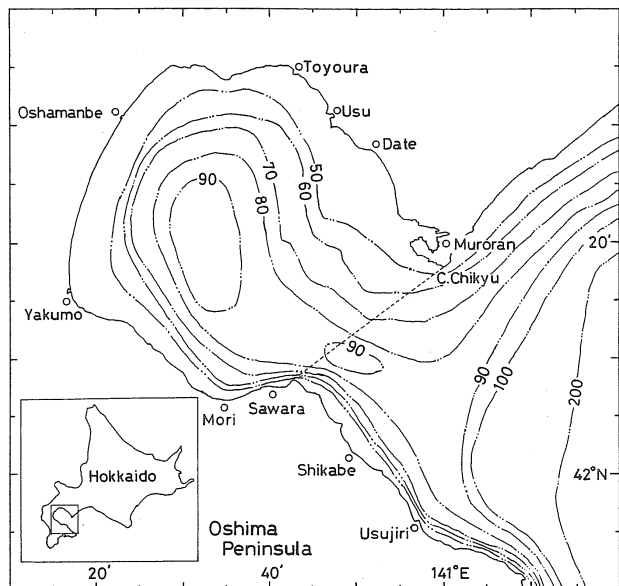 Toyoura
Oshamanbe
Usu
Date
50
70
60
90
80
Muroran
20'
C.Chikyu
Yakumo
90
90
100
200
Sawara
Mori
Hokkaido
Shikabe
42°N
Usujiri
Oshima
Peninsula
20'
40'
141°E